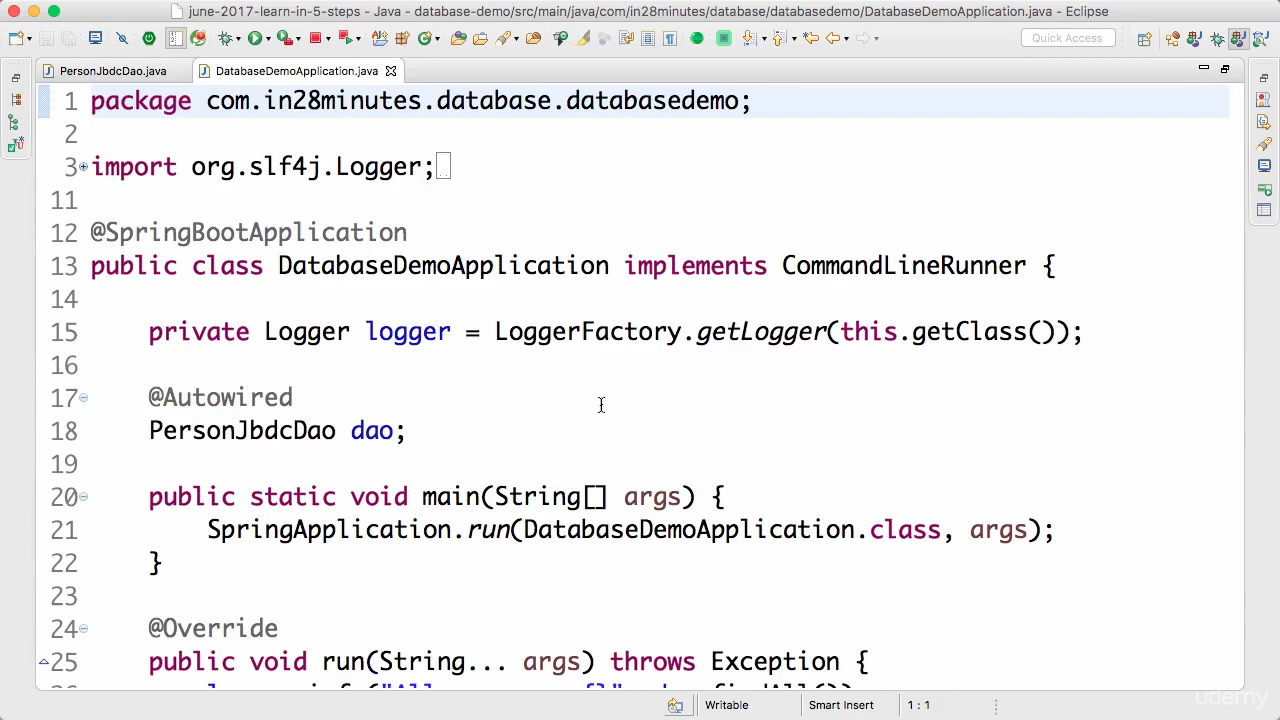 june-2017-learn-in-5-steps - Java - databasedemo/src/main/java/com/in28minutes/database/databasedemo/DatabaseDemoApplication.java - Eclipse
Quick Access
PersonJbdcDao.java
DatabaseDemoApplication.java
1 package com.in28minutes.database.databasedemo;
2
3 import org.slf4j.Logger;
11
12 @SpringBootApplication
13 public class DatabaseDemoApplication implements CommandLineRunner {
14
15 private Logger logger = LoggerFactory.getLogger(this.getClass());
16
17 @Autowired
18 PersonJbdcDao dao;
19
20 public static void main(String[] args) {
21 SpringApplication.run(DatabaseDemoApplication.class, args);
22 }
23
24 @Override
25 public void run(String... args) throws Exception {
Writable
Smart Insert
1 : 1
udemy